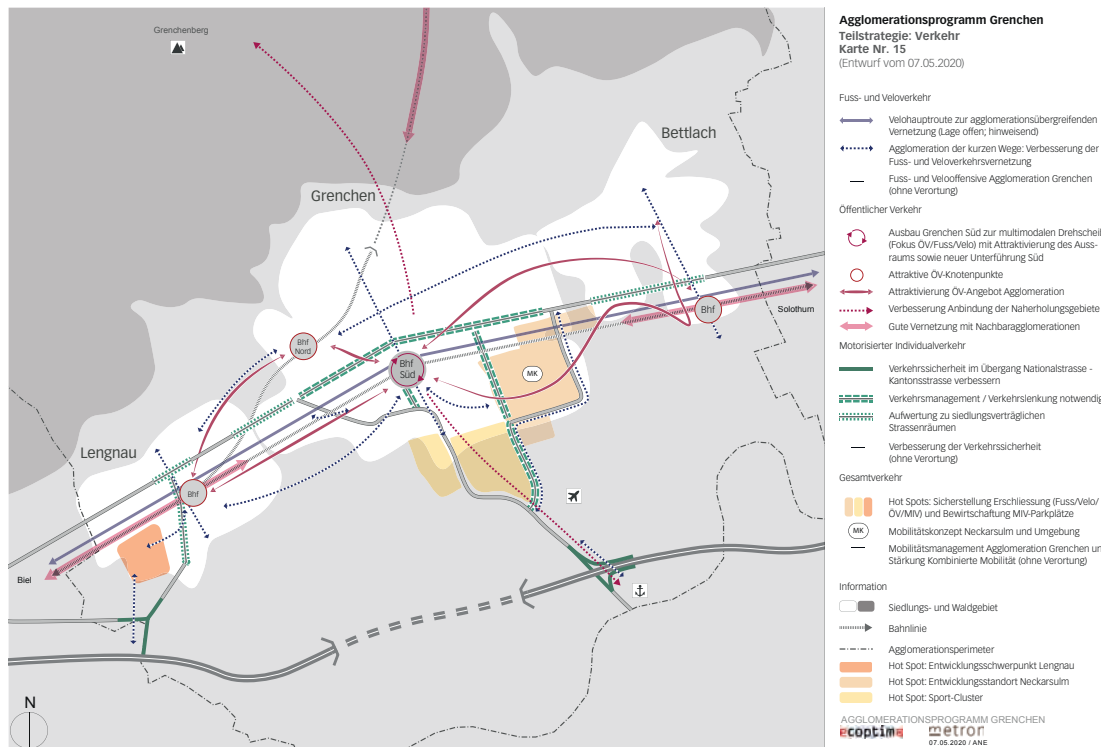 Agglomerationsprogramm Grenchen
Teilstrategie: Verkehr
Karte Nr. 15
(Entwurf vom 07.05.2020)
Fuss- und Veloverkehr
Velohauptroute zur agglomerationsübergreifenden
Vernetzung (Lage offen; hinweisend)
Agglomeration der kurzen Wege: Verbesserung der
Fuss- und Veloverkehrsvernetzung
Fuss- und Velooffensive Agglomeration Grenchen
(ohne Verortung)
Öffentlicher Verkehr
Ausbau Grenchen Süd zur multimodalen Drehschei
(Fokus ÖV/Fuss/Velo) mit Attraktivierung des Auss-
raums sowie neuer Unterführung Süd
Attraktive ÖV-Knotenpunkte
Attraktivierung ÖV-Angebot Agglomeration
Verbesserung Anbindung der Naherholungsgebiete
Gute Vernetzung mit Nachbaragglomerationen
Motorisierter Individualverkehr
Verkehrssicherheit im Übergang Nationalstrasse -
Kantonsstrasse verbessern
Verkehrsmanagement / Verkehrslenkung notwendig
Aufwertung zu siedlungsverträglichen
Strassenräumen
Verbesserung der Verkehrssicherheit
(ohne Verortung)
Gesamtverkehr
Hot Spots: Sicherstellung Erschliessung (Fuss/Velo/
ÖV/MIV) und Bewirtschaftung MIV-Parkplätze
MK
Mobilitätskonzept Neckarsulm und Umgebung
Mobilitätsmanagement Agglomeration Grenchen un
Stärkung Kombinierte Mobilität (ohne Verortung)
Information
Siedlungs- und Waldgebiet
Bahnlinie
Agglomerationsperimeter
Hot Spot: Entwicklungsschwerpunkt Lengnau
Hot Spot: Entwicklungsstandort Neckarsulm
Hot Spot: Sport-Cluster
AGGLOMERATIONSPROGRAMM GRENCHEN
ecoptima
metron
07.05.2020 / ANE
Grenchenberg
Bettlach
Grenchen
Solothurn
Bhf
Bhf
Nord
Bhf
Süd
MK
Lengnau
Bhf
Biel
N